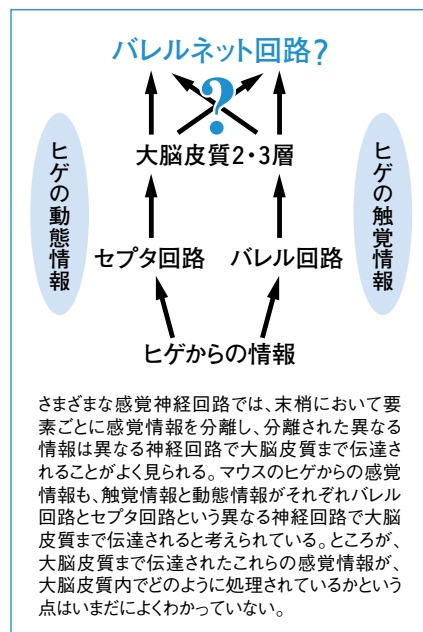 バレルネット回路?
?
大脳皮質2・3層
ヒゲの動態情報
ヒゲの触覚情報
セプタ回路 バレル回路
ヒゲからの情報
さまざまな感覚神経回路では、末梢において要
素ごとに感覚情報を分離し、分離された異なる
情報は異なる神経回路で大脳皮質まで伝達さ
れることがよく見られる。マウスのヒゲからの感覚
情報も、触覚情報と動態情報がそれぞれバレル
回路とセプタ回路という異なる神経回路で大脳
皮質まで伝達されると考えられている。ところが、
大脳皮質まで伝達されたこれらの感覚情報が、
大脳皮質内でどのように処理されているかという
点はいまだによくわかっていない。